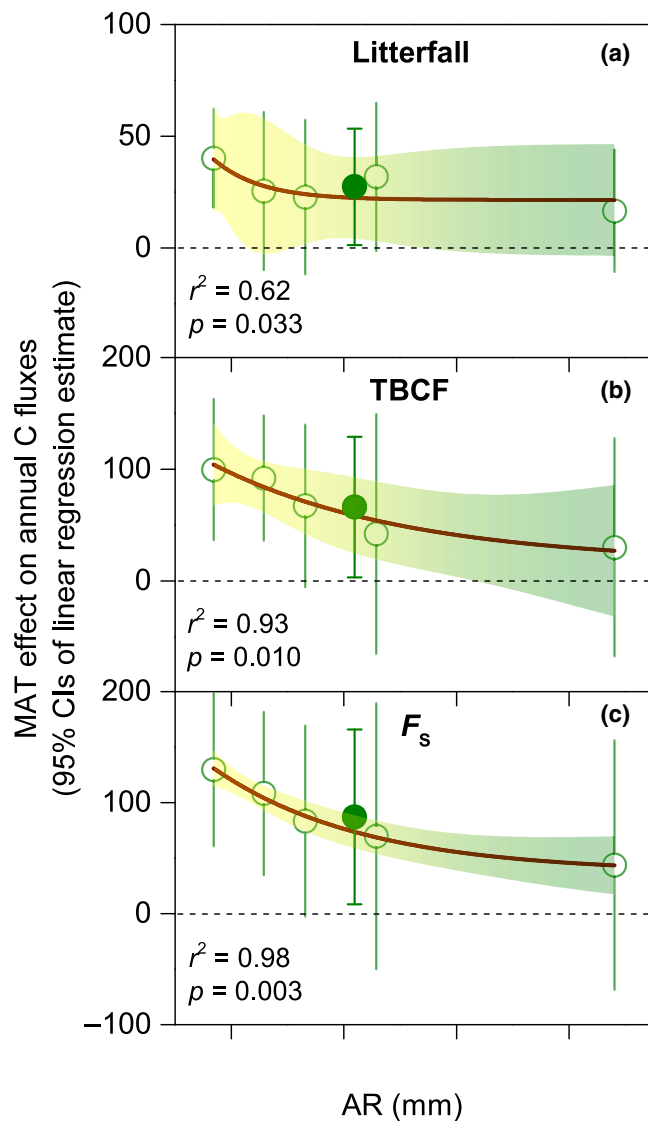 MAT effect on annual C fluxes
(95% CIs of linear regression estimate)
100
Litterfall
(a)
50
0
r² = 0.62
p = 0.033
200
TBCF
(b)
100
0
r² = 0.93
p = 0.010
200
Fs
(c)
100
0
r² = 0.98
p = 0.003
–100
AR (mm)